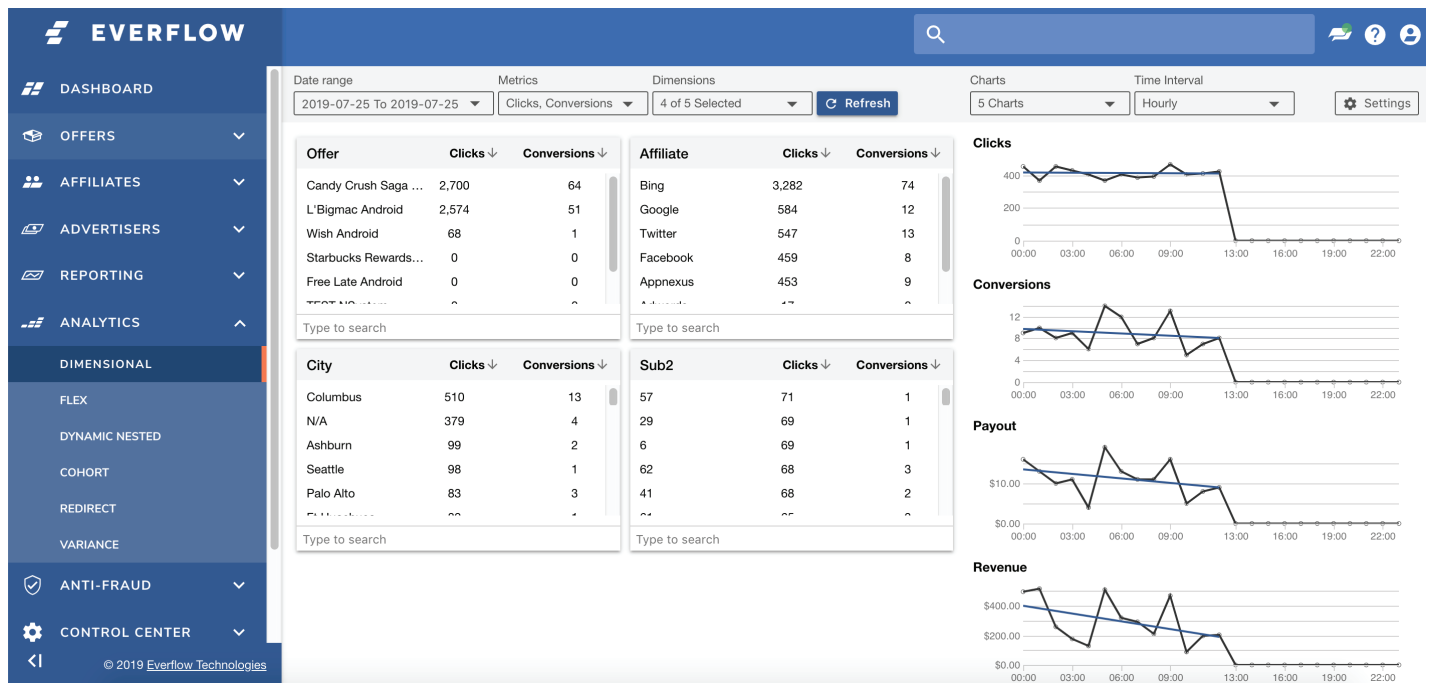 EVERFLOW
DASHBOARD
OFFERS
AFFILIATES
ADVERTISERS
REPORTING
ANALYTICS
DIMENSIONAL
FLEX
DYNAMIC NESTED
COHORT
REDIRECT
VARIANCE
ANTI-FRAUD
CONTROL CENTER
© 2019 Everflow Technologies
Date range Metrics Dimensions Charts Time Interval
2019-07-25 To 2019-07-25 Clicks, Conversions 4 of 5 Selected Refresh 5 Charts Hourly Settings
Offer Clicks Conversions
Candy Crush Saga ... 2,700 64
L'Bigmac Android 2,574 51
Wish Android 68 1
Starbucks Rewards... 0 0
Free Late Android 0 0
Type to search
Affiliate Clicks Conversions
Bing 3,282 74
Google 584 12
Twitter 547 13
Facebook 459 8
Appnexus 453 9
Type to search
City Clicks Conversions
Columbus 510 13
N/A 379 4
Ashburn 99 2
Seattle 98 1
Palo Alto 83 3
Type to search
Sub2 Clicks Conversions
57 71 1
29 69 1
6 69 1
62 68 3
41 68 2
Type to search
Clicks
400
200
0
00:00 03:00 06:00 09:00 13:00 16:00 19:00 22:00
Conversions
12
8
4
0
00:00 03:00 06:00 09:00 13:00 16:00 19:00 22:00
Payout
$10.00
$0.00
00:00 03:00 06:00 09:00 13:00 16:00 19:00 22:00
Revenue
$400.00
$200.00
$0.00
00:00 03:00 06:00 09:00 13:00 16:00 19:00 22:00